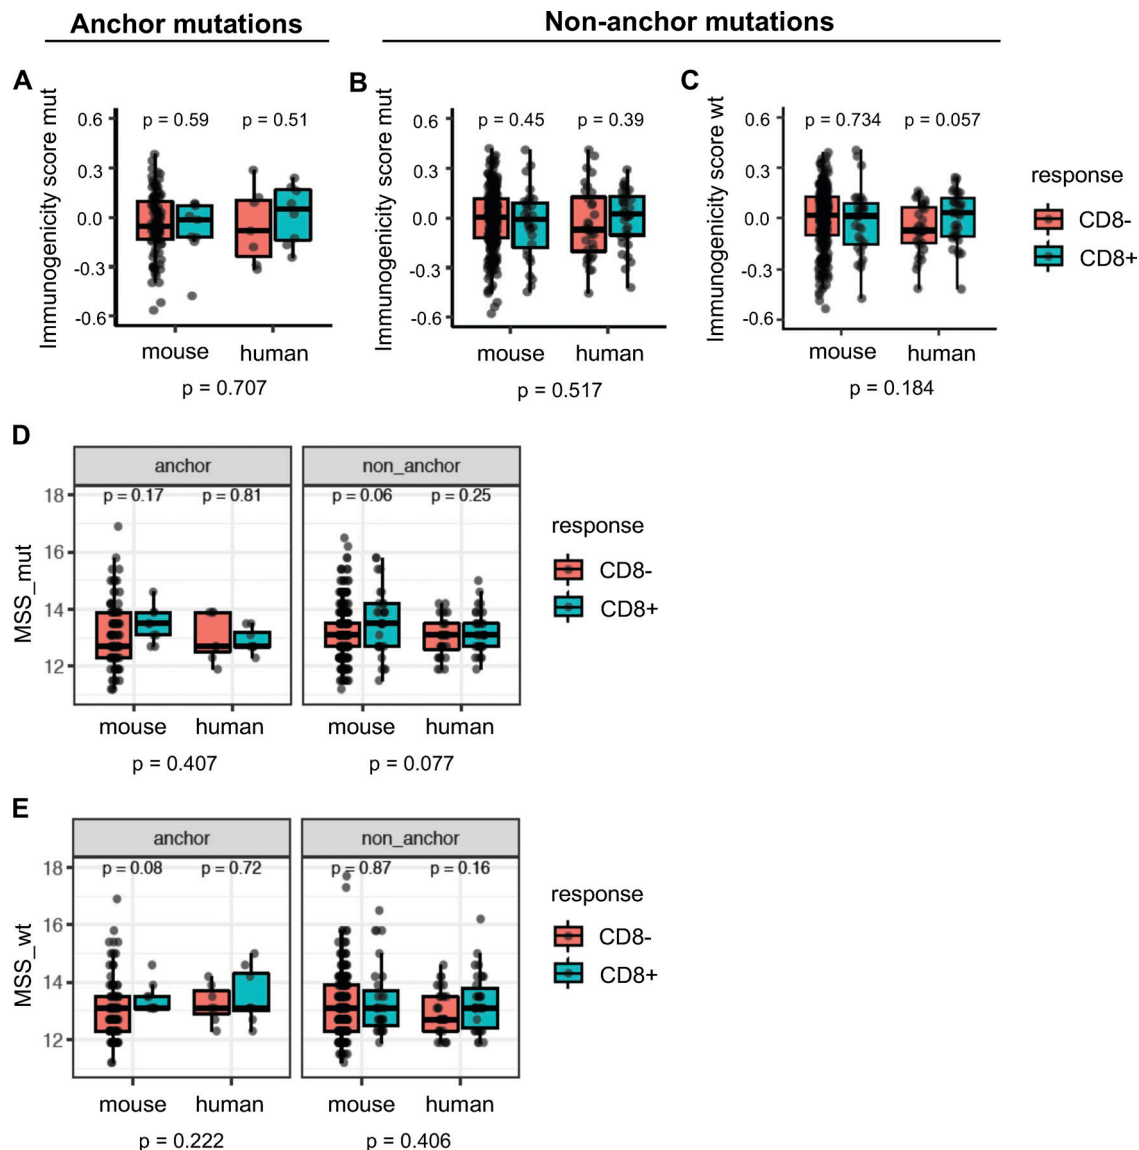 Anchor mutations
Non-anchor mutations
A
Immunogenicity score mut
0.6
0.3
0.0
-0.3
-0.6
p = 0.59
p = 0.51
mouse
human
p = 0.707
B
Immunogenicity score mut
0.6
0.3
0.0
-0.3
-0.6
p = 0.45
p = 0.39
mouse
human
p = 0.517
C
Immunogenicity score wt
0.6
0.3
0.0
-0.3
-0.6
p = 0.734
p = 0.057
mouse
human
p = 0.184
response
CD8-
CD8+
D
anchor
non_anchor
MSS_mut
18
16
14
12
p = 0.17
p = 0.81
p = 0.06
p = 0.25
mouse
human
mouse
human
p = 0.407
p = 0.077
response
CD8-
CD8+
E
anchor
non_anchor
MSS_wt
18
16
14
12
p = 0.08
p = 0.72
p = 0.87
p = 0.16
mouse
human
mouse
human
p = 0.222
p = 0.406
response
CD8-
CD8+